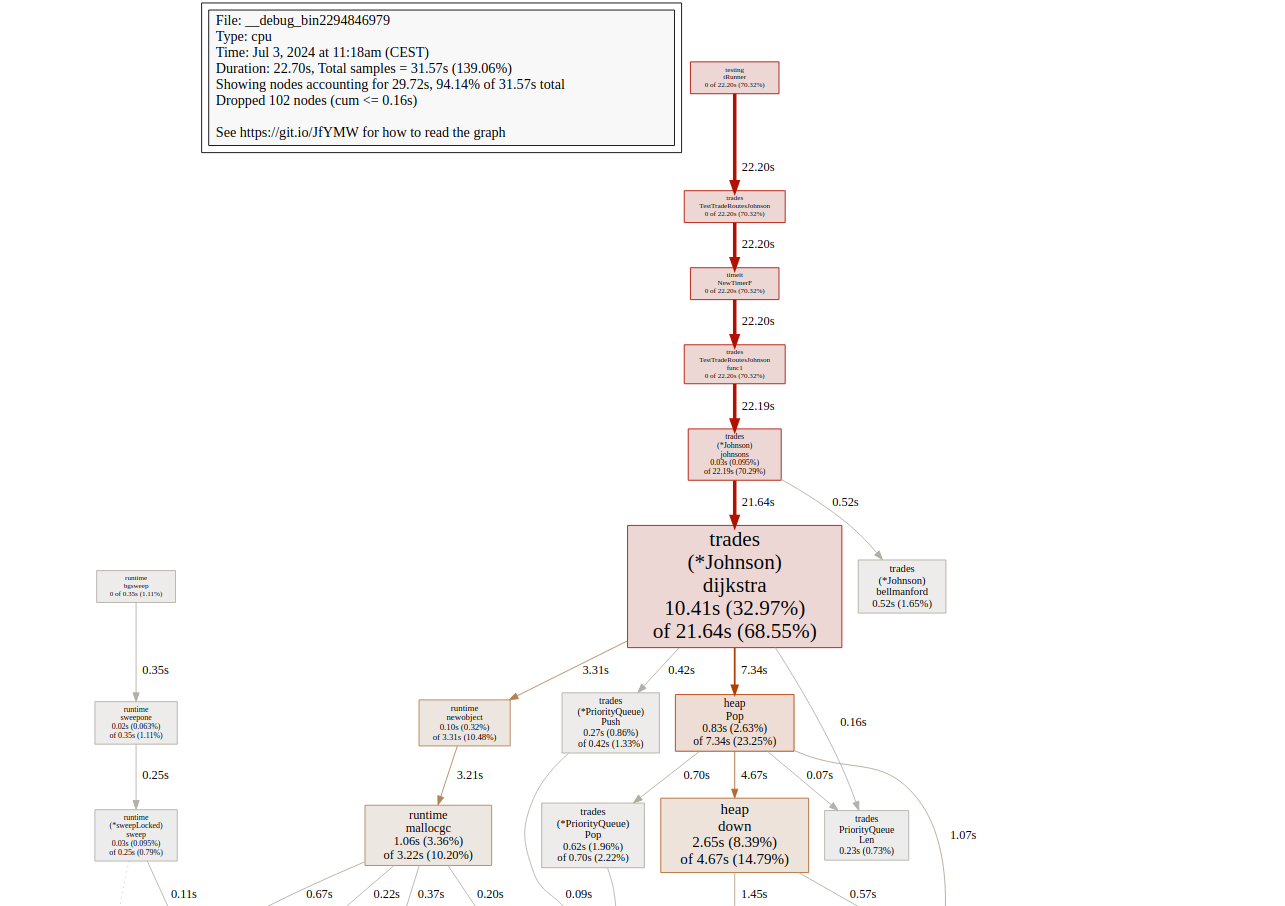 File: __debug_bin2294846979
Type: cpu
Time: Jul 3, 2024 at 11:18am (CEST)
Duration: 22.70s, Total samples = 31.57s (139.06%)
Showing nodes accounting for 29.72s, 94.14% of 31.57s total
Dropped 102 nodes (cum <= 0.16s)
See https://git.io/JfYMW for how to read the graph
testing
tRunner
0 of 22.20s (70.32%)
22.20s
trades
TestTradeRoutesJohnson
0 of 22.20s (70.32%)
22.20s
timeit
NewTimerF
0 of 22.20s (70.32%)
22.20s
trades
TestTradeRoutesJohnson
func1
0 of 22.20s (70.32%)
22.19s
trades
(*Johnson)
johnsons
0.03s (0.095%)
of 22.19s (70.29%)
21.64s
0.52s
trades
(*Johnson)
dijkstra
10.41s (32.97%)
of 21.64s (68.55%)
trades
(*Johnson)
bellmanford
0.52s (1.65%)
runtime
bgsweep
0 of 0.35s (1.11%)
0.35s
3.31s
0.42s
7.34s
0.16s
runtime
sweepone
0.02s (0.063%)
of 0.35s (1.11%)
runtime
newobject
0.10s (0.32%)
of 3.31s (10.48%)
trades
(*PriorityQueue)
Push
0.27s (0.86%)
of 0.42s (1.33%)
heap
Pop
0.83s (2.63%)
of 7.34s (23.25%)
0.25s
3.21s
0.70s
4.67s
0.07s
1.07s
runtime
(*sweepLocked)
sweep
0.03s (0.095%)
of 0.25s (0.79%)
runtime
mallocgc
1.06s (3.36%)
of 3.22s (10.20%)
trades
(*PriorityQueue)
Pop
0.62s (1.96%)
of 0.70s (2.22%)
heap
down
2.65s (8.39%)
of 4.67s (14.79%)
trades
PriorityQueue
Len
0.23s (0.73%)
0.11s
0.67s
0.22s
0.37s
0.20s
0.09s
1.45s
0.57s